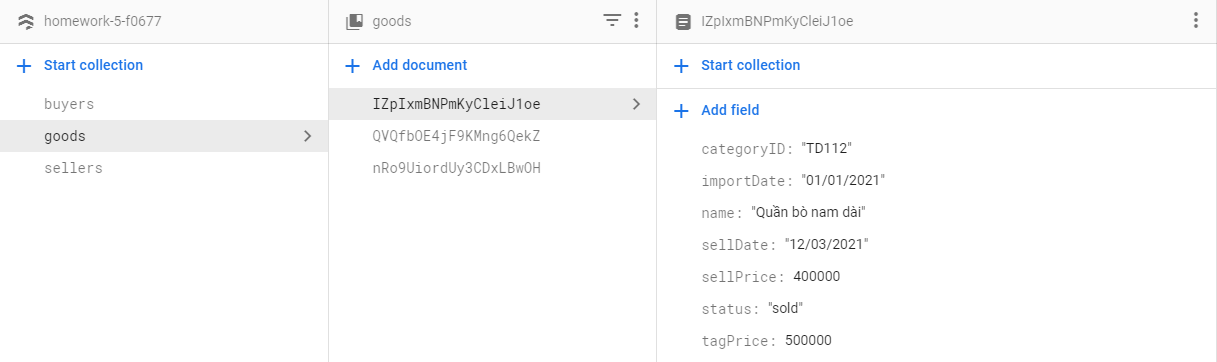 homework-5-f0677
Start collection
buyers
goods
sellers
goods
Add document
IZpIxmBNPmKyCleiJ1oe
QVQfbOE4jF9KMng6QekZ
nRo9UiordUy3CDxLBwOH
IZpIxmBNPmKyCleiJ1oe
Start collection
Add field
categoryID: "TD112"
importDate: "01/01/2021"
name: "Quần bò nam dài"
sellDate: "12/03/2021"
sellPrice: 400000
status: "sold"
tagPrice: 500000